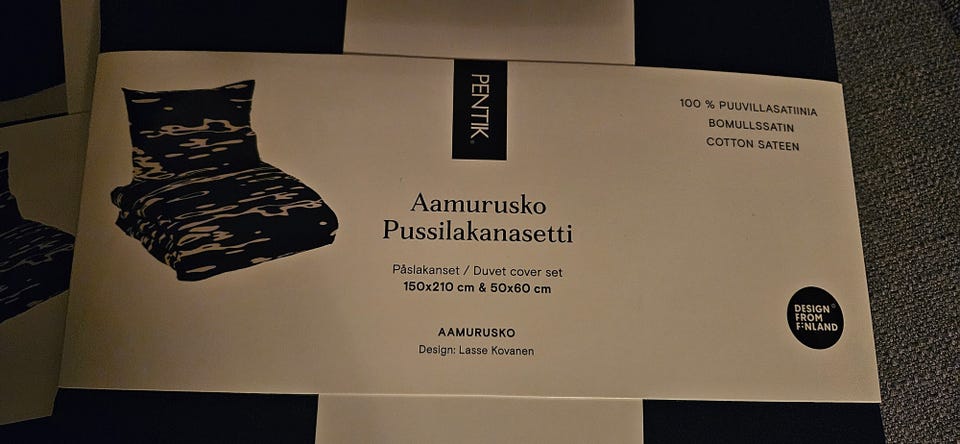 PENTIK®
100 % PUUVILLASATIINIA
BOMULLSSATIN
COTTON SATEEN
Aamurusko
Pussilakanasetti
Påslakanset / Duvet cover set
150x210 cm & 50x60 cm
AAMURUSKO
Design: Lasse Kovanen
DESIGN
FROM
FINLAND